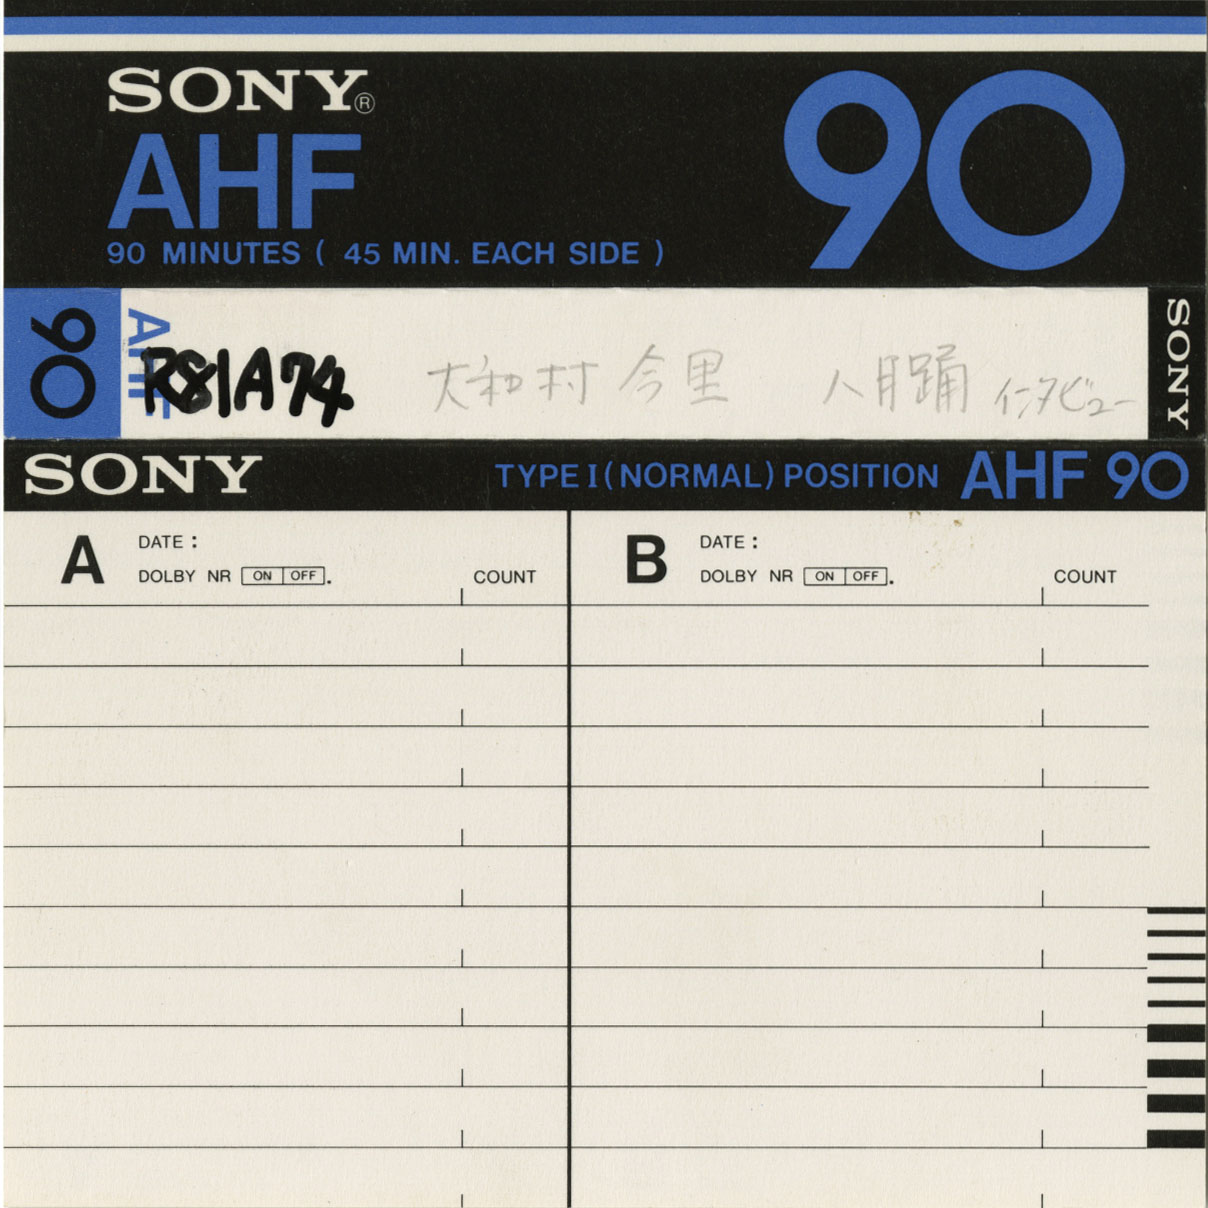 SONY®
AHF
90 MINUTES ( 45 MIN. EACH SIDE )
90
90
AHF
R81A74
大和村 今里 八月踊 インタビュー
SONY
SONY
TYPE I (NORMAL) POSITION AHF 90
A
DATE :
DOLBY NR ON OFF .
COUNT
B
DATE :
DOLBY NR ON OFF .
COUNT